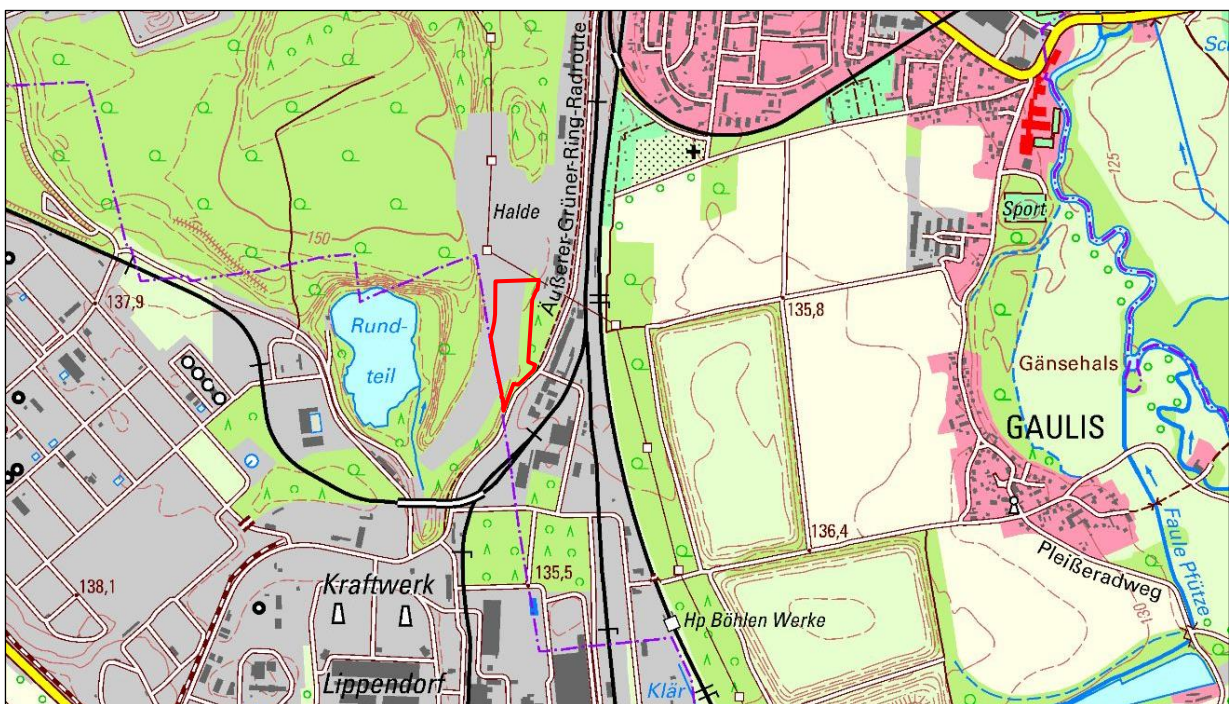 Äußerer-Grüner-Ring-Radroute
Sc
125
Halde
Sport
150
137,9
Rund-
teil
135,8
Gänsehals
GAULIS
136,4
138,1
Kraftwerk
135,5
Pleißeradweg
Faule Pfütze
Hp Böhlen Werke
130
Lippendorf
Klär